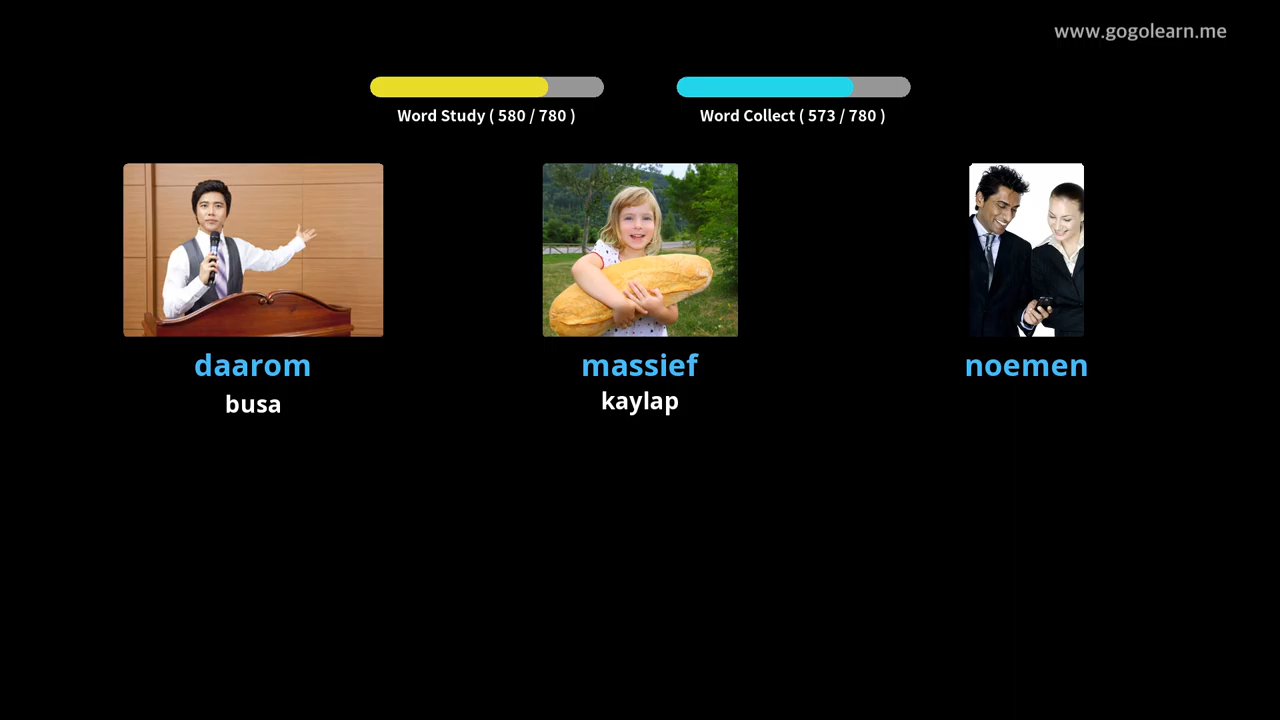 www.gogolearn.me
Word Study ( 580 / 780 )
Word Collect ( 573 / 780 )
daarom
massief
noemen
busa
kaylap